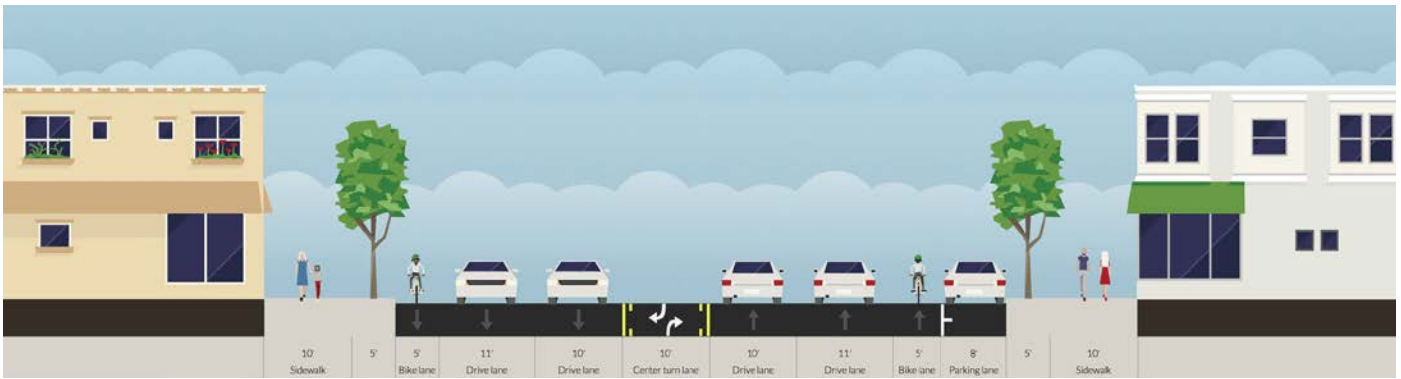 10' 5' 5' 11' 10' 10' 10' 11' 5' 8' 5' 10'
Sidewalk Bike lane Drive lane Drive lane Center turn lane Drive lane Drive lane Bike lane Parking lane Sidewalk